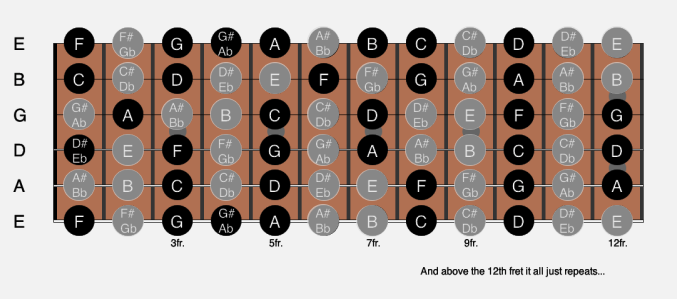 E F F# Gb G G# Ab A A# Bb B C C# Db D D# Eb E
B C C# Db D D# Eb E F F# Gb G G# Ab A A# Bb B
G G# Ab A A# Bb B C C# Db D D# Eb E F F# Gb G
D D# Eb E F F# Gb G G# Ab A A# Bb B C C# Db D
A A# Bb B C C# Db D D# Eb E F F# Gb G G# Ab A
E F F# Gb G G# Ab A A# Bb B C C# Db D D# Eb E
3fr. 5fr. 7fr. 9fr. 12fr.
And above the 12th fret it all just repeats...